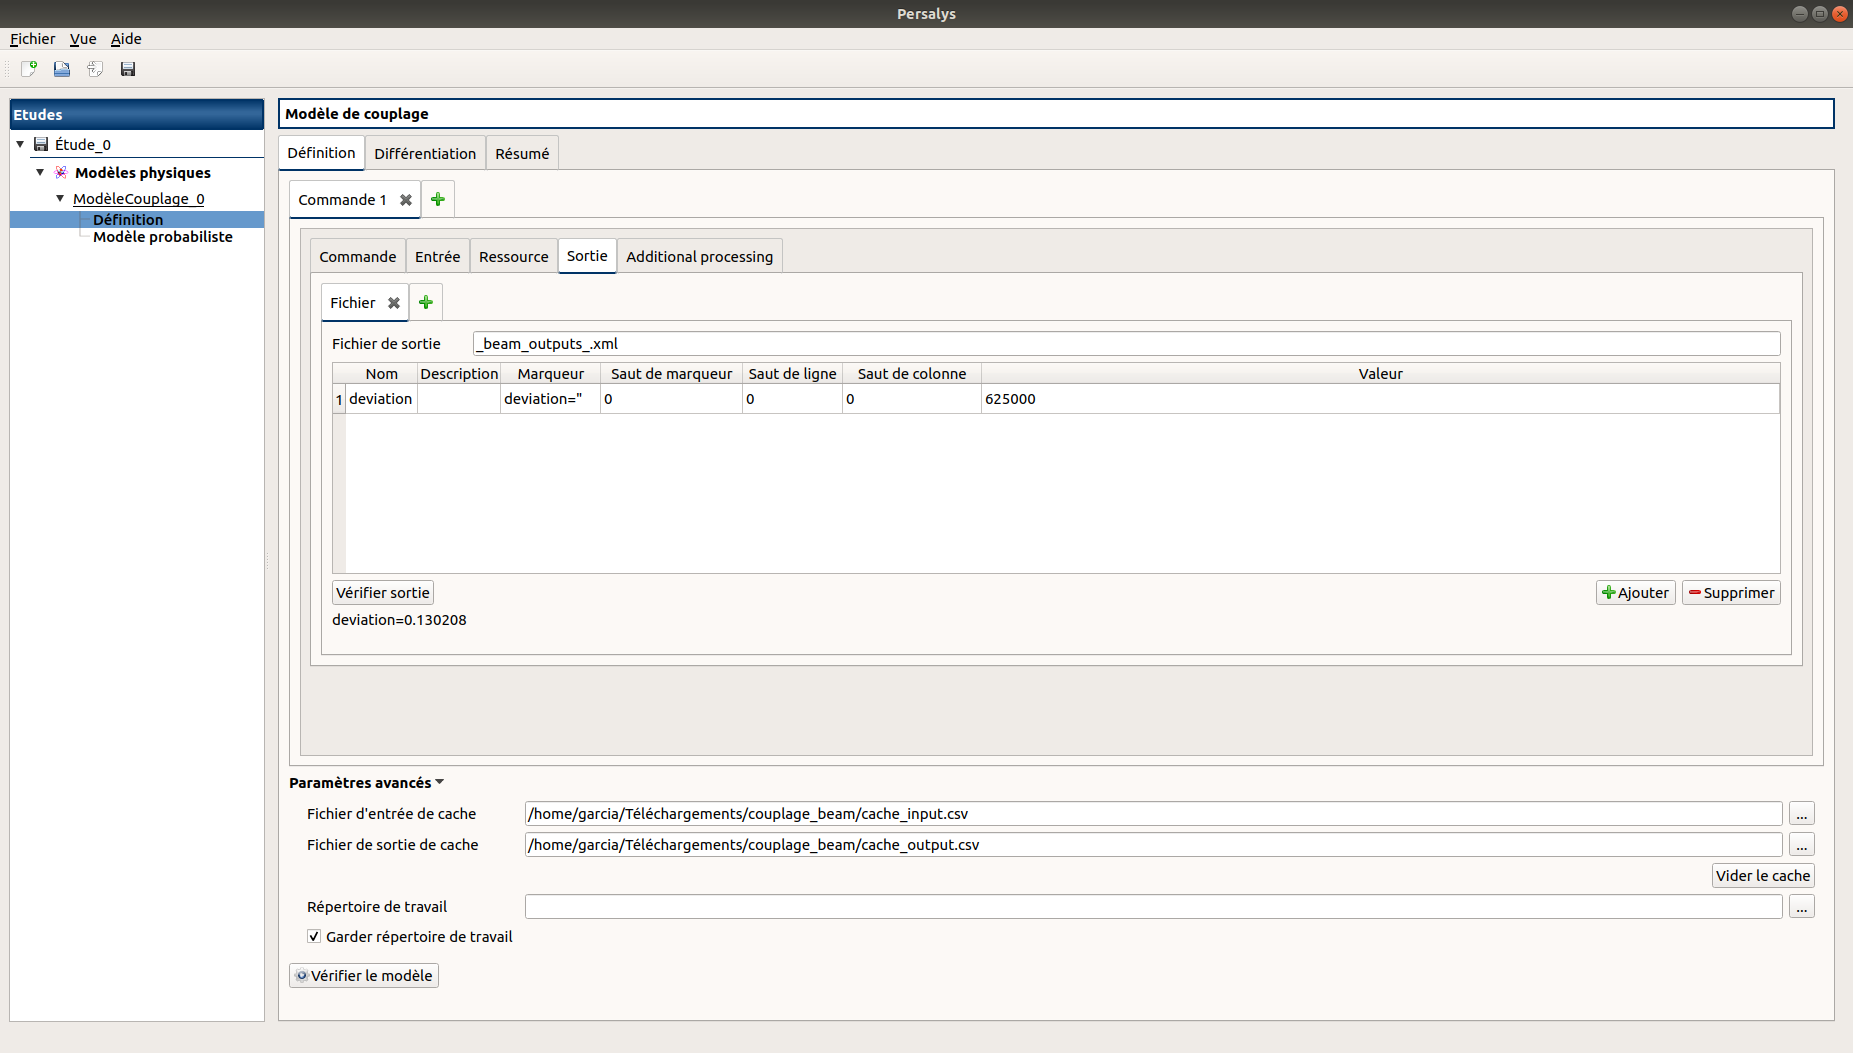 Persalys
Fichier Vue Aide
Etudes
Étude_0
Modèles physiques
ModèleCouplage_0
Définition
Modèle probabiliste
Modèle de couplage
Définition Différentiation Résumé
Commande 1
Commande Entrée Ressource Sortie Additional processing
Fichier
Fichier de sortie _beam_outputs_.xml
Nom Description Marqueur Saut de marqueur Saut de ligne Saut de colonne Valeur
1 deviation deviation=" 0 0 0 625000
Vérifier sortie Ajouter Supprimer
deviation=0.130208
Paramètres avancés
Fichier d'entrée de cache /home/garcia/Téléchargements/couplage_beam/cache_input.csv ...
Fichier de sortie de cache /home/garcia/Téléchargements/couplage_beam/cache_output.csv ...
Vider le cache
Répertoire de travail ...
Garder répertoire de travail
Vérifier le modèle